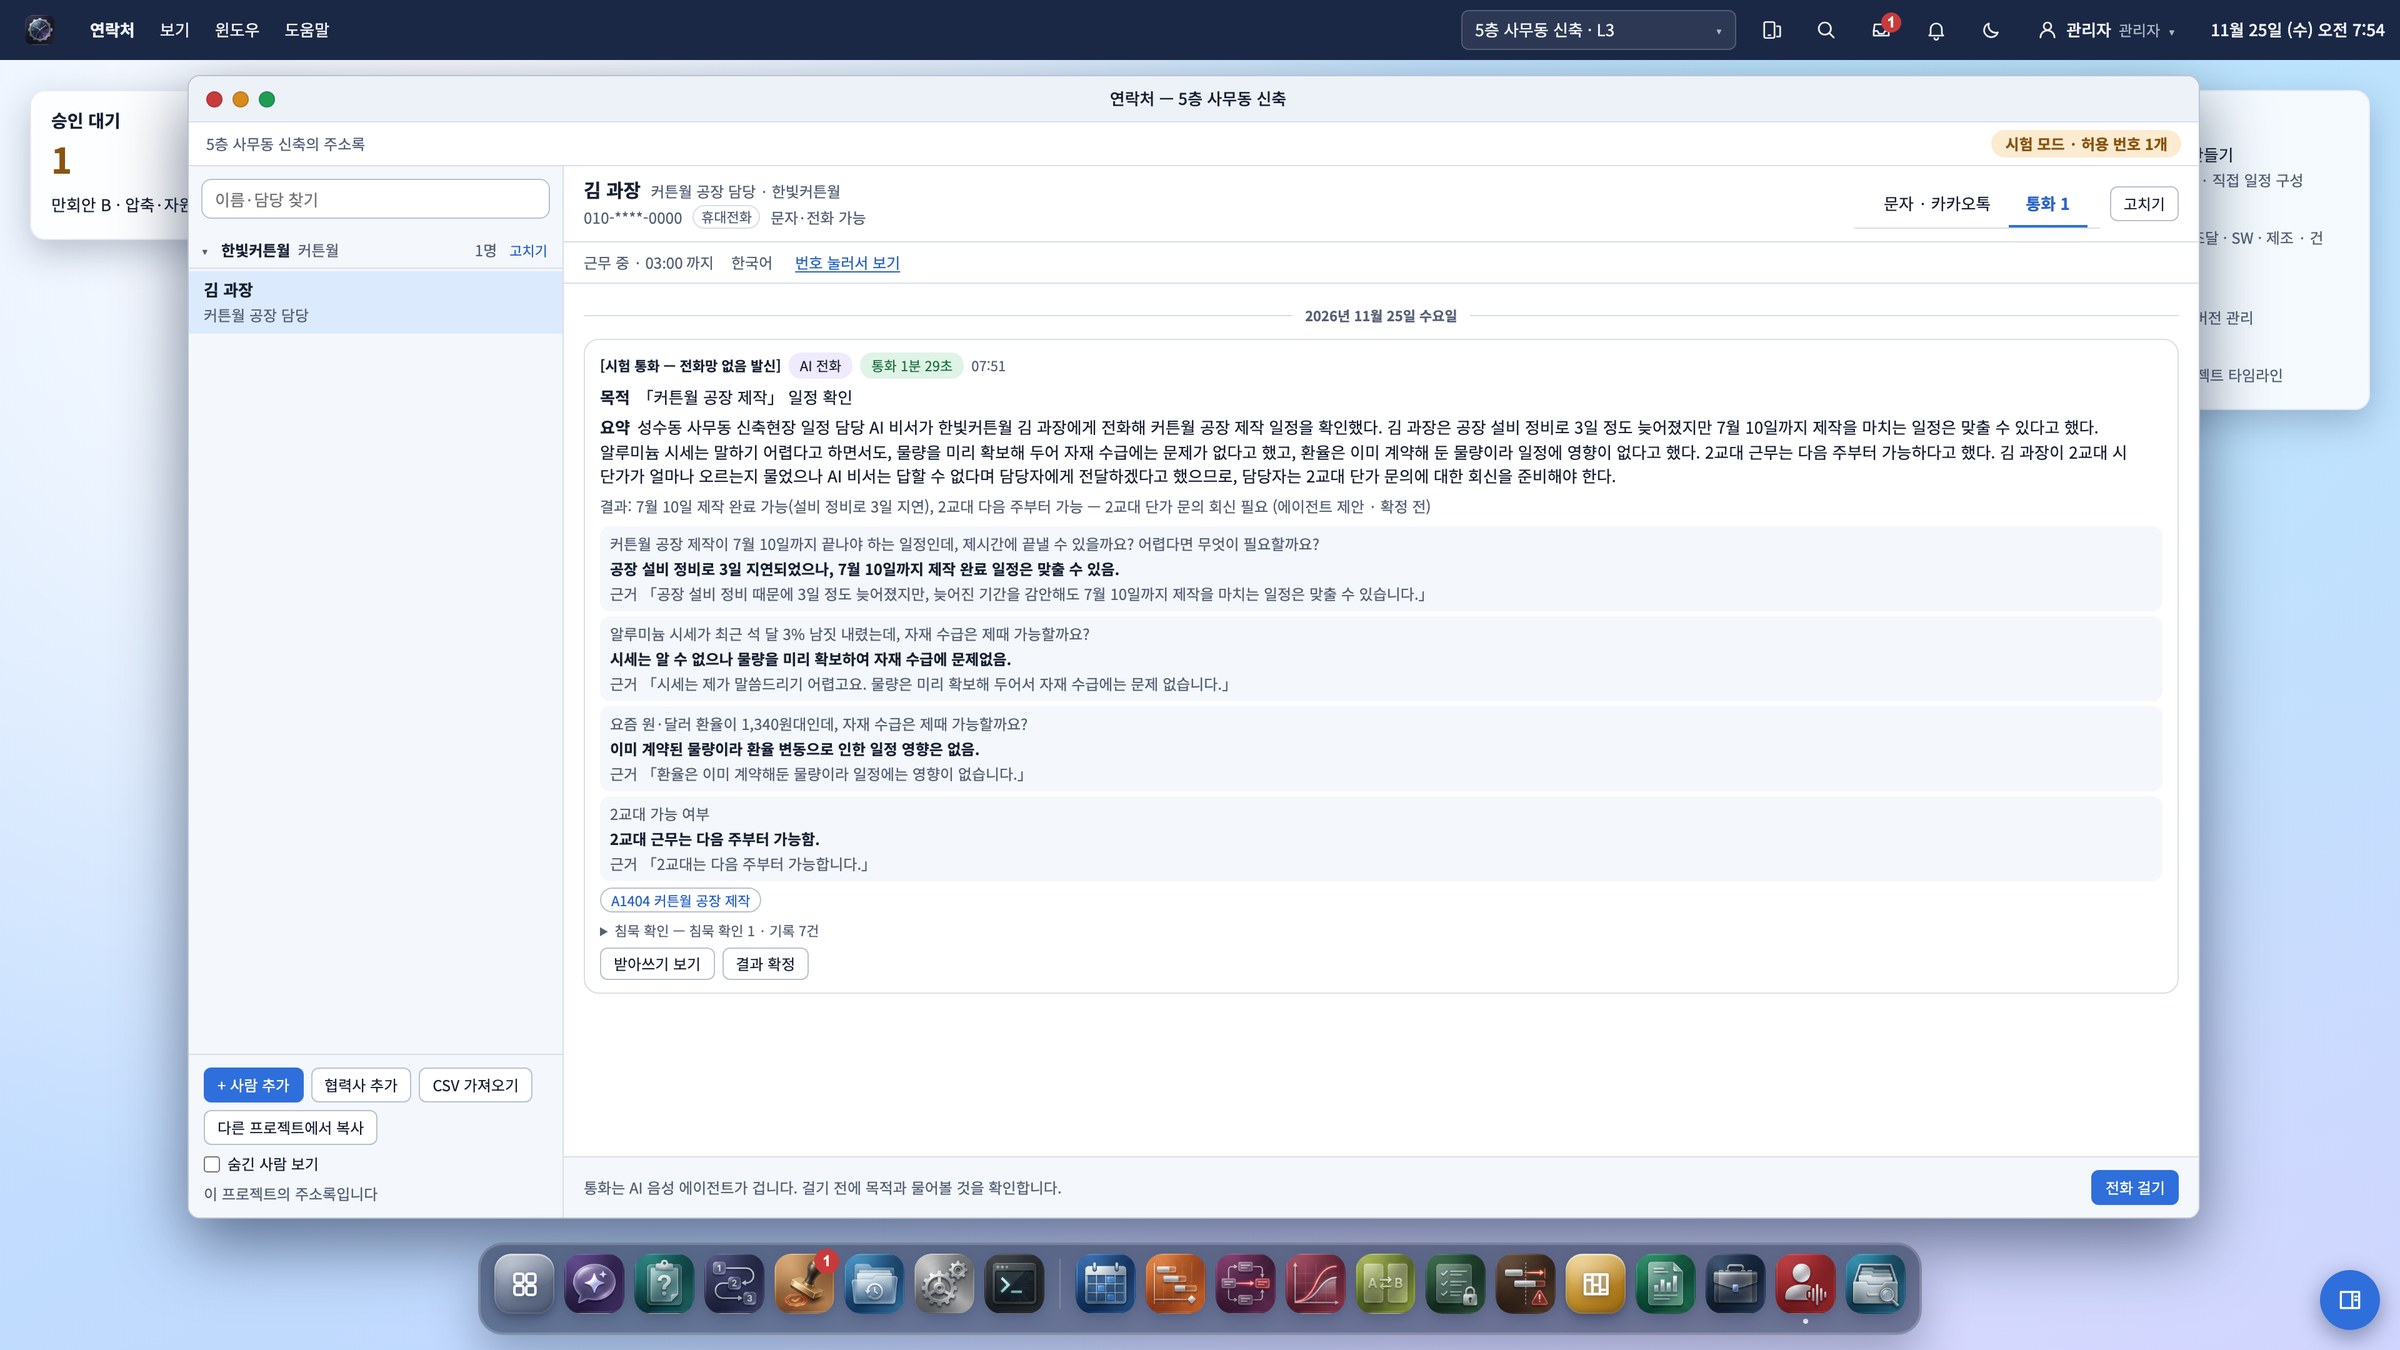 연락처 보기 윈도우 도움말
5층 사무동 신축 · L3
1
관리자 관리자
11월 25일 (수) 오전 7:54
승인 대기
1
만회안 B · 압축·자원
연락처 — 5층 사무동 신축
5층 사무동 신축의 주소록
시험 모드 · 허용 번호 1개
이름·담당 찾기
한빛커튼월 커튼월 1명 고치기
김 과장
커튼월 공장 담당
+ 사람 추가 협력사 추가 CSV 가져오기
다른 프로젝트에서 복사
숨긴 사람 보기
이 프로젝트의 주소록입니다
김 과장 커튼월 공장 담당 · 한빛커튼월
010-****-0000 휴대전화 문자·전화 가능
문자 · 카카오톡 통화 1 고치기
근무 중 · 03:00 까지 한국어 번호 눌러서 보기
2026년 11월 25일 수요일
[시험 통화 — 전화망 없음 발신] AI 전화 통화 1분 29초 07:51
목적 「커튼월 공장 제작」 일정 확인
요약 성수동 사무동 신축현장 일정 담당 AI 비서가 한빛커튼월 김 과장에게 전화해 커튼월 공장 제작 일정을 확인했다. 김 과장은 공장 설비 정비로 3일 정도 늦어졌지만 7월 10일까지 제작을 마치는 일정은 맞출 수 있다고 했다.
알루미늄 시세는 말하기 어렵다고 하면서도, 물량을 미리 확보해 두어 자재 수급에는 문제가 없다고 했고, 환율은 이미 계약해 둔 물량이라 일정에 영향이 없다고 했다. 2교대 근무는 다음 주부터 가능하다고 했다. 김 과장이 2교대 시
단가가 얼마나 오르는지 물었으나 AI 비서는 답할 수 없다며 담당자에게 전달하겠다고 했으므로, 담당자는 2교대 단가 문의에 대한 회신을 준비해야 한다.
결과: 7월 10일 제작 완료 가능(설비 정비로 3일 지연), 2교대 다음 주부터 가능 — 2교대 단가 문의 회신 필요 (에이전트 제안 · 확정 전)
커튼월 공장 제작이 7월 10일까지 끝나야 하는 일정인데, 제시간에 끝낼 수 있을까요? 어렵다면 무엇이 필요할까요?
공장 설비 정비로 3일 지연되었으나, 7월 10일까지 제작 완료 일정은 맞출 수 있음.
근거 「공장 설비 정비 때문에 3일 정도 늦어졌지만, 늦어진 기간을 감안해도 7월 10일까지 제작을 마치는 일정은 맞출 수 있습니다.」
알루미늄 시세가 최근 석 달 3% 남짓 내렸는데, 자재 수급은 제때 가능할까요?
시세는 알 수 없으나 물량을 미리 확보하여 자재 수급에 문제없음.
근거 「시세는 제가 말씀드리기 어렵고요. 물량은 미리 확보해 두어서 자재 수급에는 문제 없습니다.」
요즘 원·달러 환율이 1,340원대인데, 자재 수급은 제때 가능할까요?
이미 계약된 물량이라 환율 변동으로 인한 일정 영향은 없음.
근거 「환율은 이미 계약해둔 물량이라 일정에는 영향이 없습니다.」
2교대 가능 여부
2교대 근무는 다음 주부터 가능함.
근거 「2교대는 다음 주부터 가능합니다.」
A1404 커튼월 공장 제작
침묵 확인 — 침묵 확인 1 · 기록 7건
받아쓰기 보기 결과 확정
통화는 AI 음성 에이전트가 겁니다. 걸기 전에 목적과 물어볼 것을 확인합니다.
전화 걸기
만들기
· 직접 일정 구성
조달 · SW · 제조 · 건
버전 관리
젝트 타임라인
1 2 3
1
A B